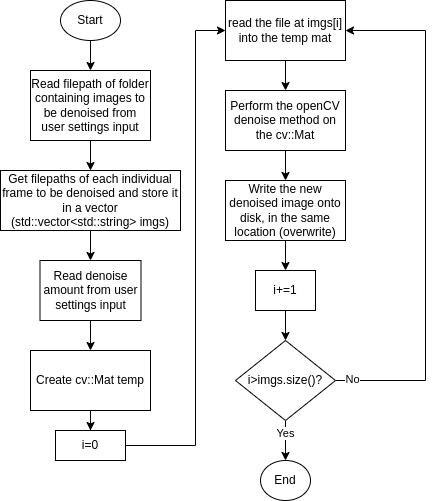 Start
Read filepath of folder
containing images to
be denoised from
user settings input
Get filepaths of each individual
frame to be denoised and store it
in a vector
(std::vector<std::string> imgs)
Read denoise
amount from user
settings input
Create cv::Mat temp
i=0
read the file at imgs[i]
into the temp mat
Perform the openCV
denoise method on
the cv::Mat
Write the new
denoised image onto
disk, in the same
location (overwrite)
i+=1
i>imgs.size()?
No
Yes
End